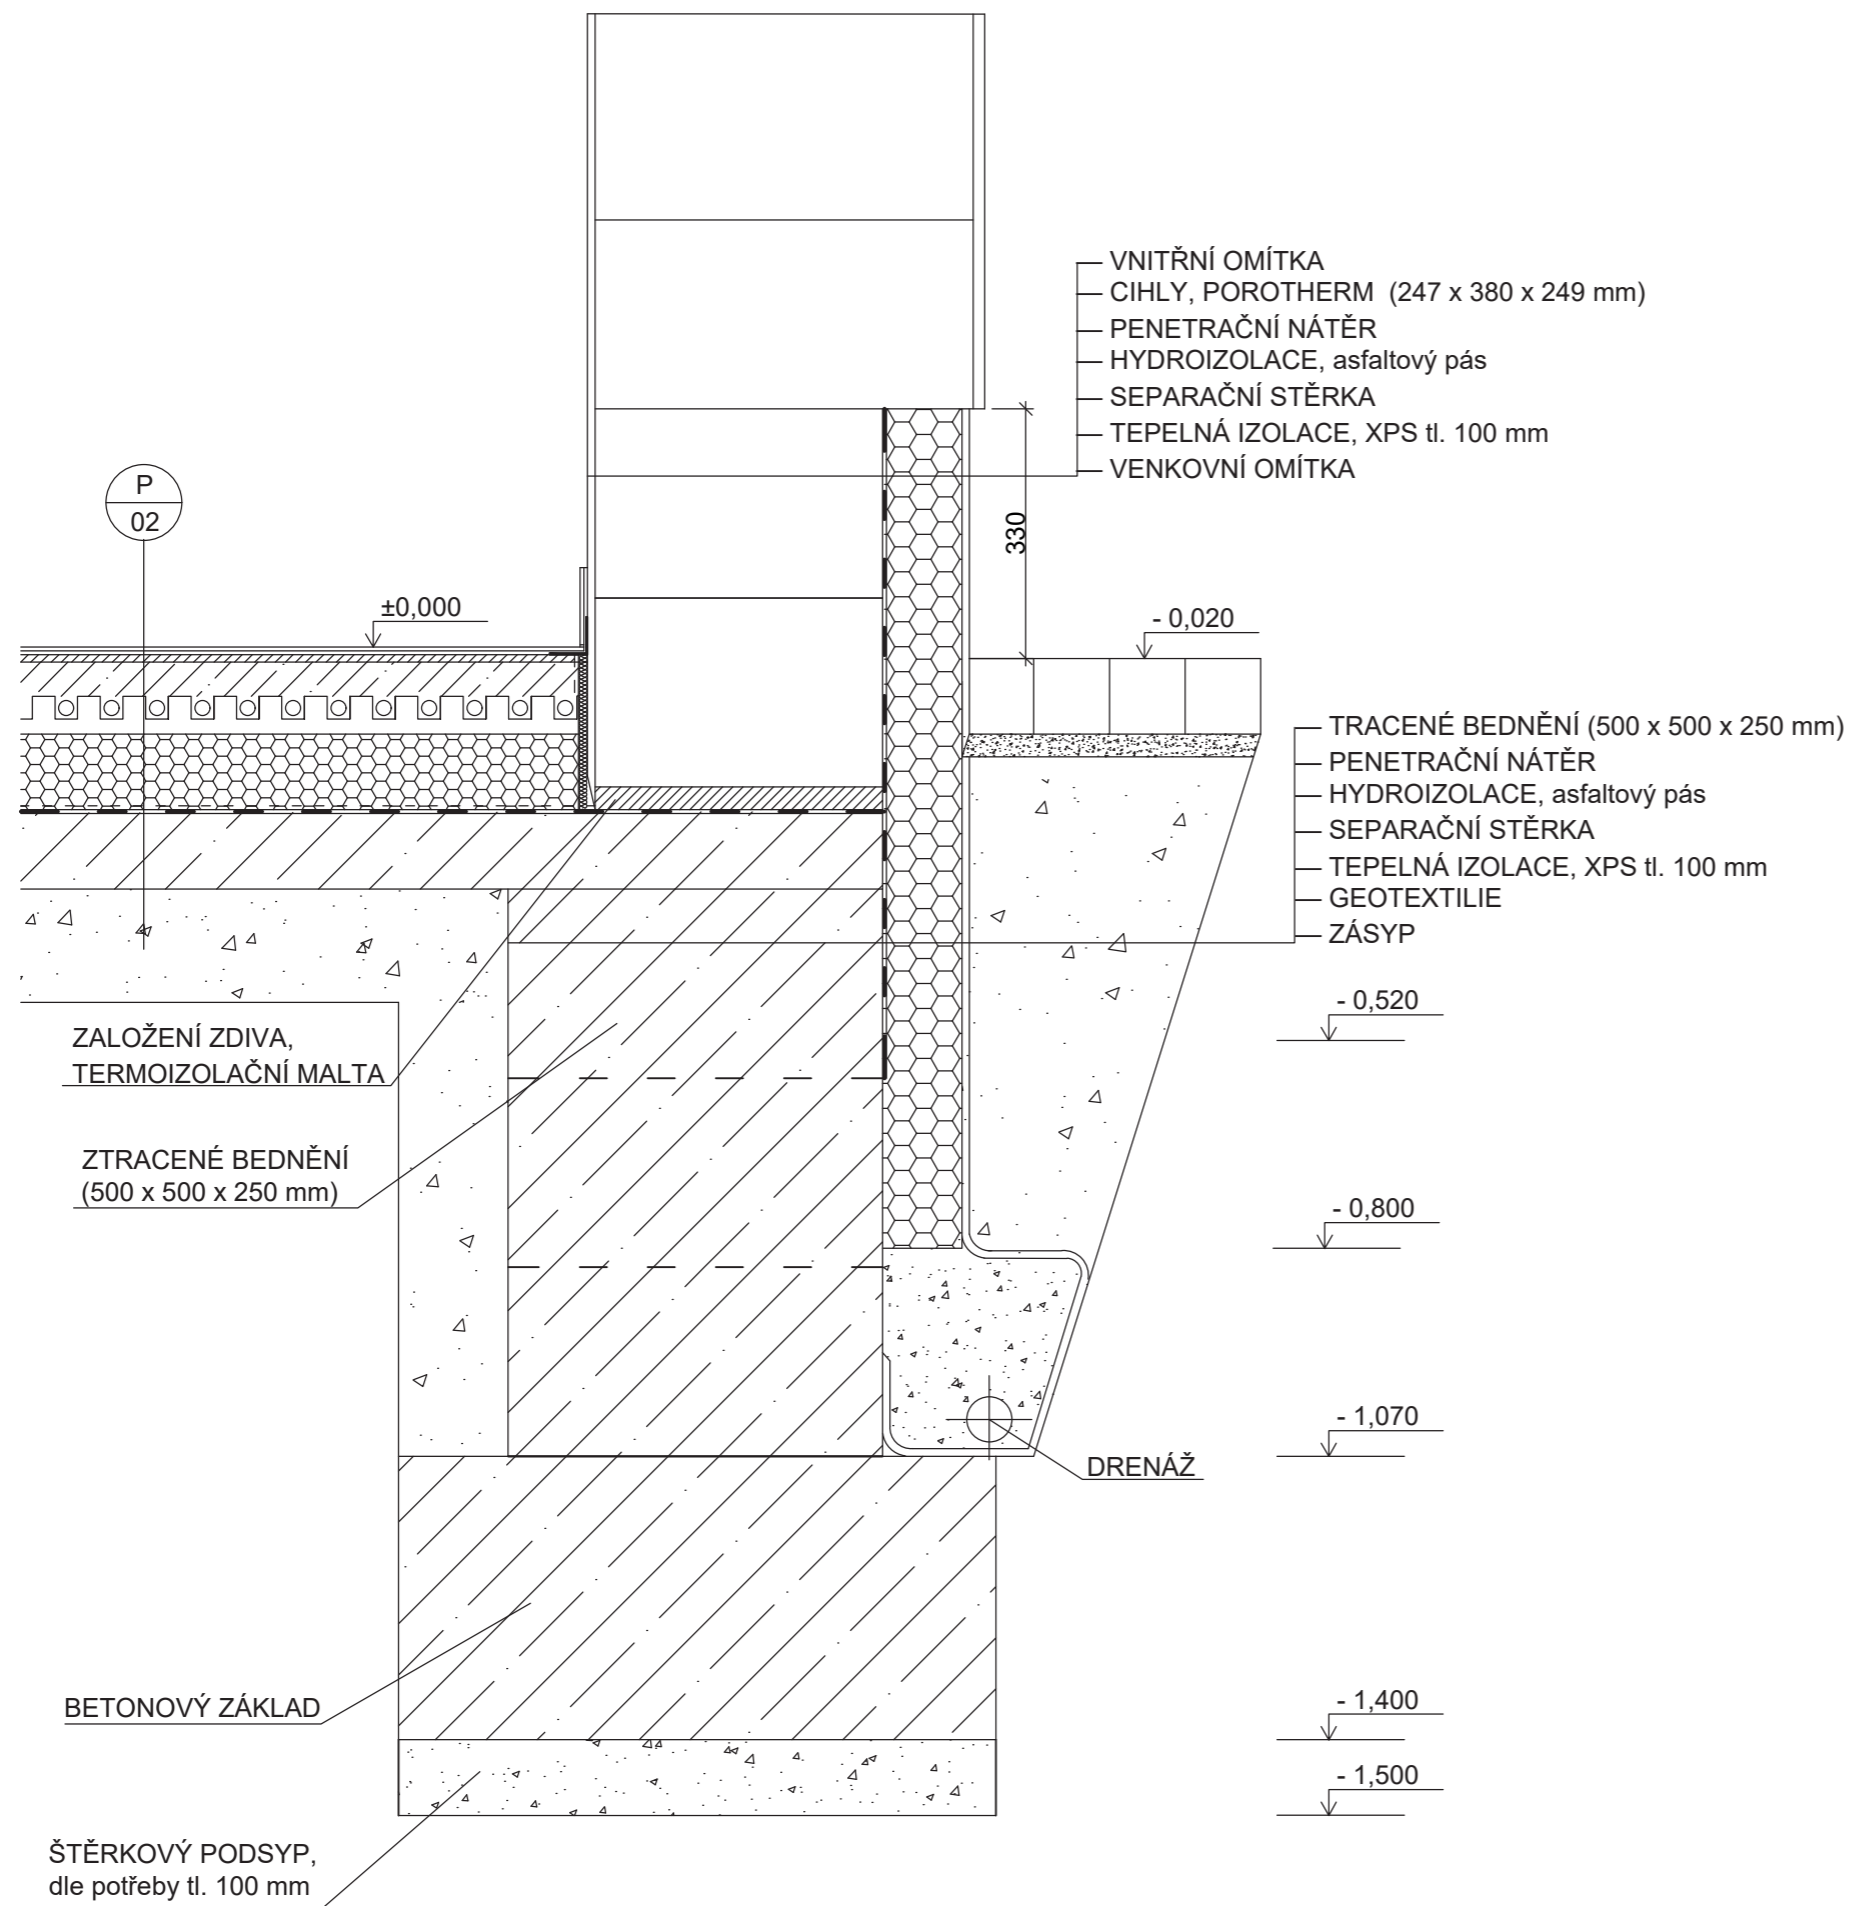 VNITŘNÍ OMÍTKA
CIHLY, POROTHERM (247 x 380 x 249 mm)
PENETRAČNÍ NÁTĚR
HYDROIZOLACE, asfaltový pás
SEPARAČNÍ STĚRKA
TEPELNÁ IZOLACE, XPS tl. 100 mm
VENKOVNÍ OMÍTKA
P
02
330
±0,000
- 0,020
TRACENÉ BEDNĚNÍ (500 x 500 x 250 mm)
PENETRAČNÍ NÁTĚR
HYDROIZOLACE, asfaltový pás
SEPARAČNÍ STĚRKA
TEPELNÁ IZOLACE, XPS tl. 100 mm
GEOTEXTILIE
ZÁSYP
- 0,520
ZALOŽENÍ ZDIVA,
TERMOIZOLAČNÍ MALTA
ZTRACENÉ BEDNĚNÍ
(500 x 500 x 250 mm)
- 0,800
- 1,070
DRENÁŽ
BETONOVÝ ZÁKLAD
- 1,400
- 1,500
ŠTĚRKOVÝ PODSYP,
dle potřeby tl. 100 mm